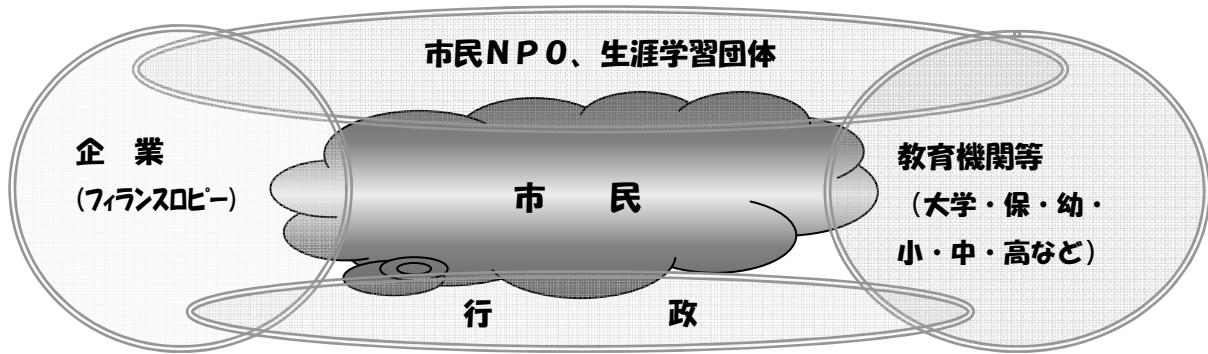 市民NPO、生涯学習団体
企　業
(フィランスロピー)
市　民
教育機関等
（大学・保・幼・
小・中・高など）
行　政